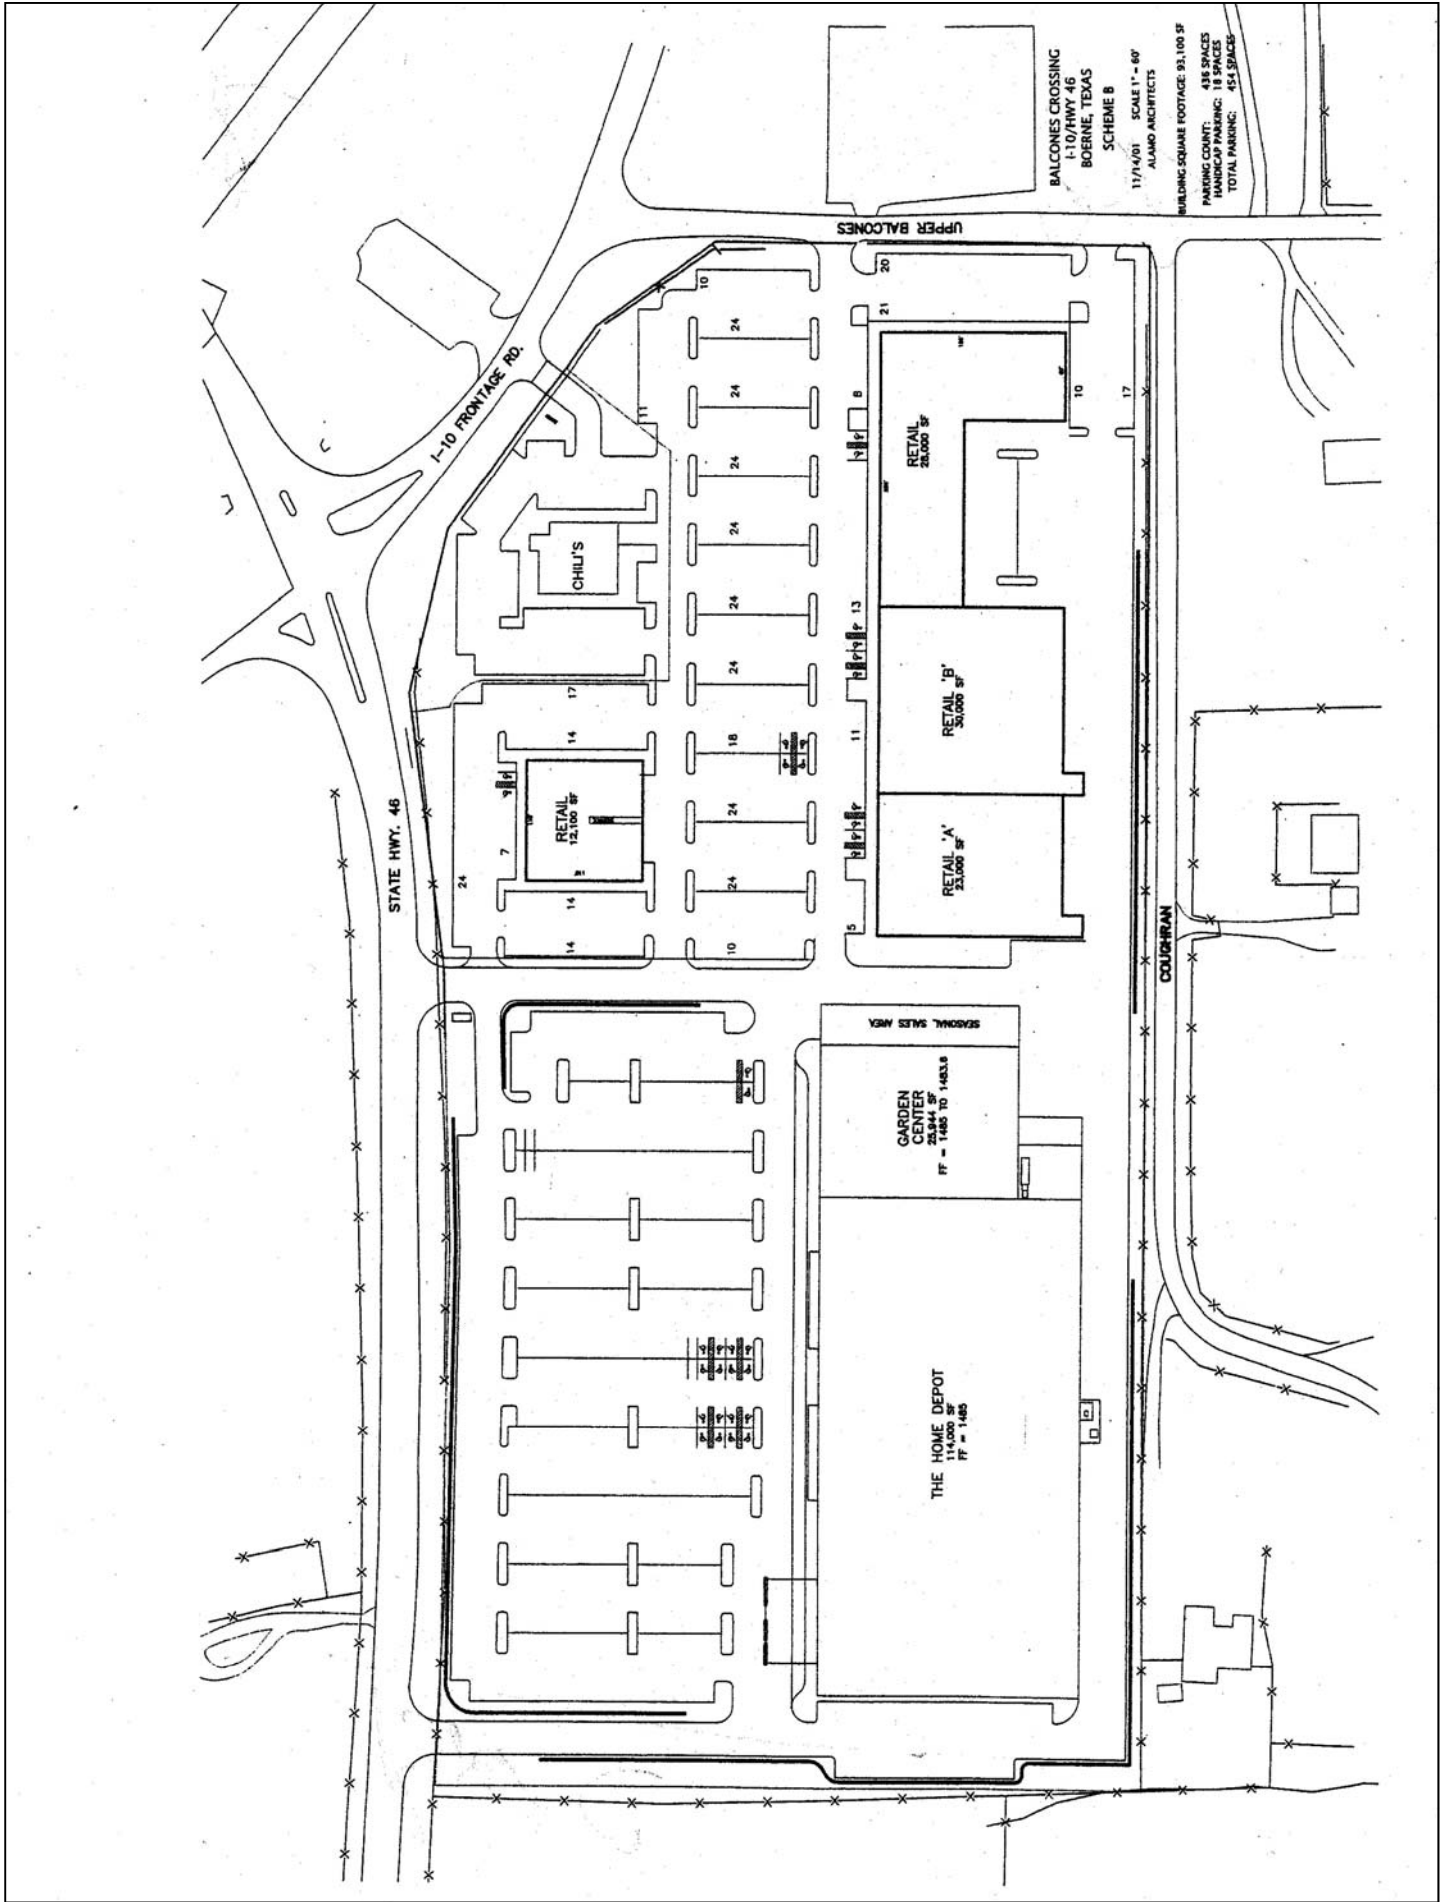 BALCONES CROSSING
I-10/HWY 46
BOERNE, TEXAS
SCHEME B
11/14/01 SCALE 1" = 60'
ALAMO ARCHITECTS
BUILDING SQUARE FOOTAGE: 93,100 SF
PARKING COUNT: 436 SPACES
HANDICAP PARKING: 18 SPACES
TOTAL PARKING: 454 SPACES
UPPER BALCONES
I-10 FRONTAGE RD.
STATE HWY. 46
COUGHRAN
CHILI'S
RETAIL
12,100 SF
RETAIL
28,000 SF
RETAIL 'B'
30,000 SF
RETAIL 'A'
23,000 SF
SEASONAL SALES AREA
GARDEN
CENTER
25,944 SF
FF = 1485 TO 1483.8
THE HOME DEPOT
114,000 SF
FF = 1485
10
11
24
24
24
24
24
24
18
24
24
10
17
14
7
24
14
14
20
21
8
10
17
13
11
5